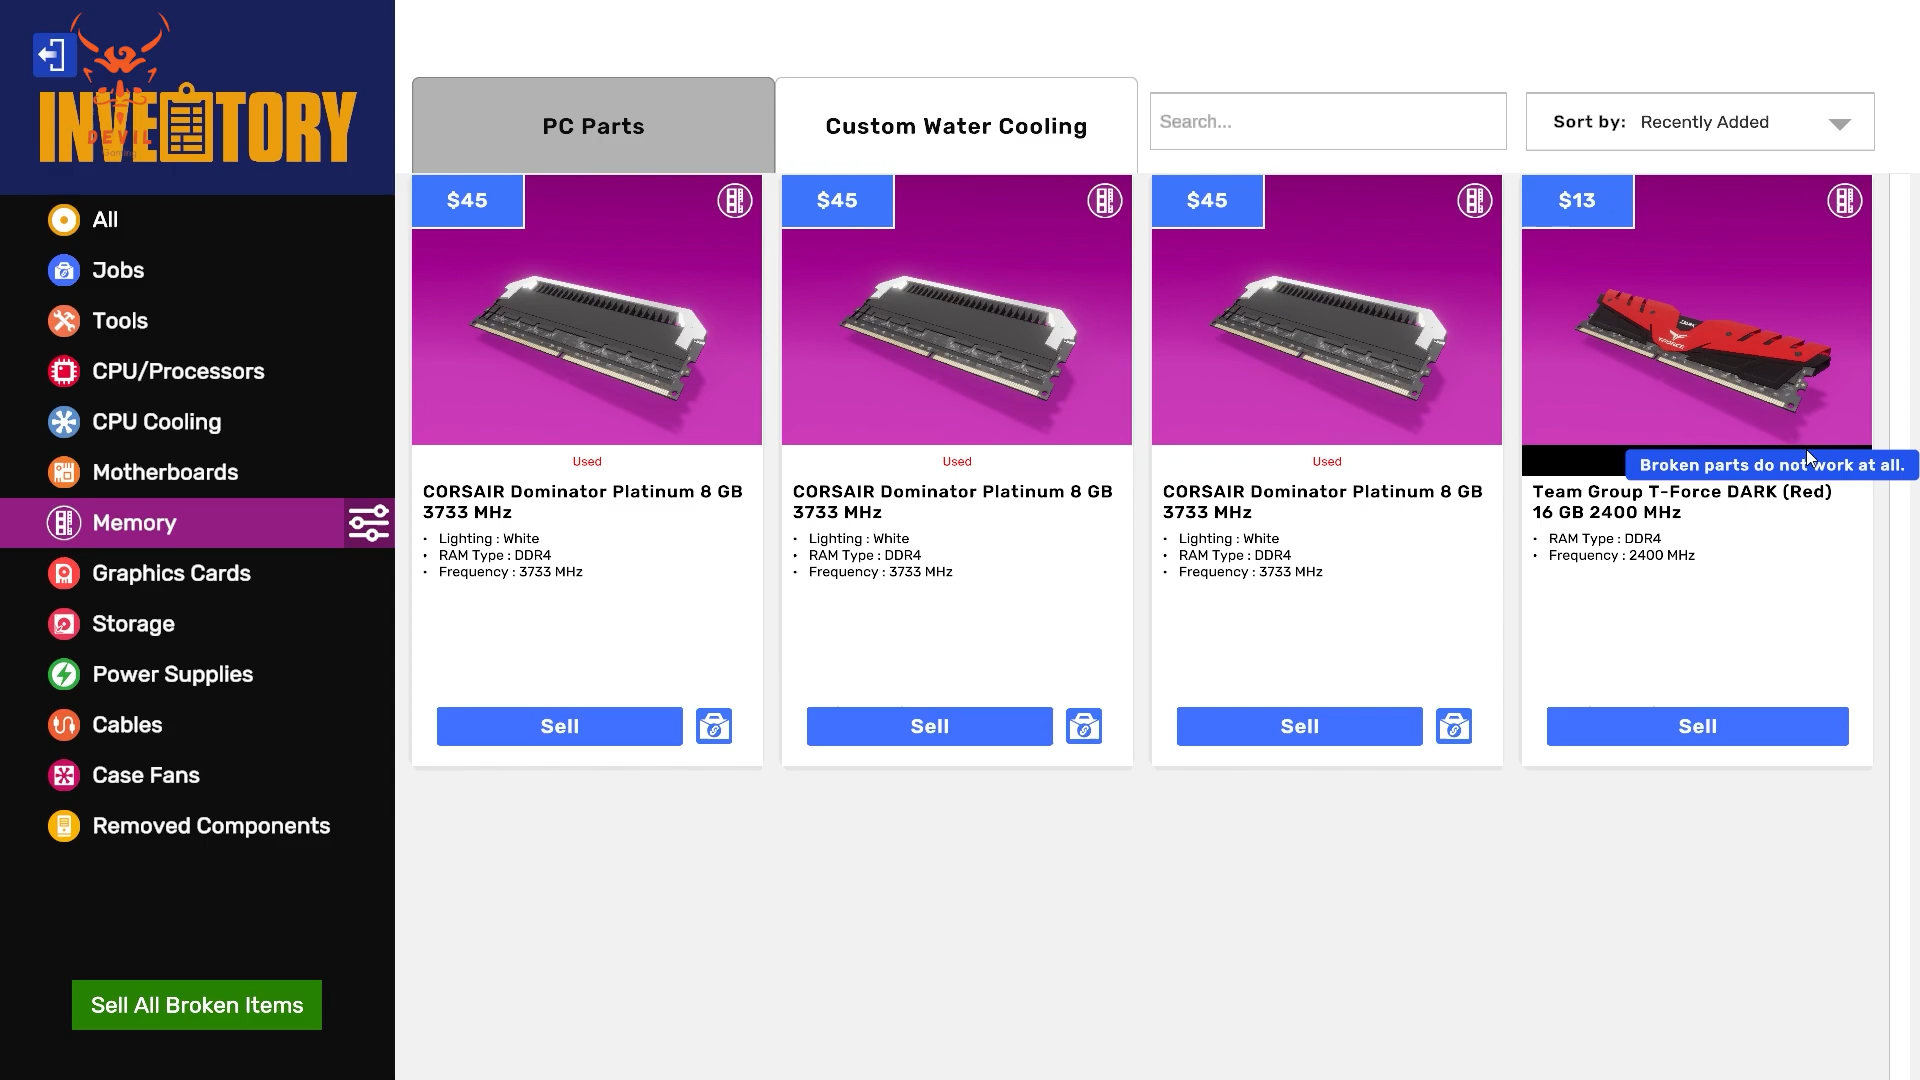 INVENTORY
DEVIL
Gaming
All
Jobs
Tools
CPU/Processors
CPU Cooling
Motherboards
Memory
Graphics Cards
Storage
Power Supplies
Cables
Case Fans
Removed Components
Sell All Broken Items
PC Parts
Custom Water Cooling
Search...
Sort by: Recently Added
$45
Used
CORSAIR Dominator Platinum 8 GB
3733 MHz
• Lighting : White
• RAM Type : DDR4
• Frequency : 3733 MHz
Sell
$45
Used
CORSAIR Dominator Platinum 8 GB
3733 MHz
• Lighting : White
• RAM Type : DDR4
• Frequency : 3733 MHz
Sell
$45
Used
CORSAIR Dominator Platinum 8 GB
3733 MHz
• Lighting : White
• RAM Type : DDR4
• Frequency : 3733 MHz
Sell
$13
Broken parts do not work at all.
Team Group T-Force DARK (Red)
16 GB 2400 MHz
• RAM Type : DDR4
• Frequency : 2400 MHz
Sell